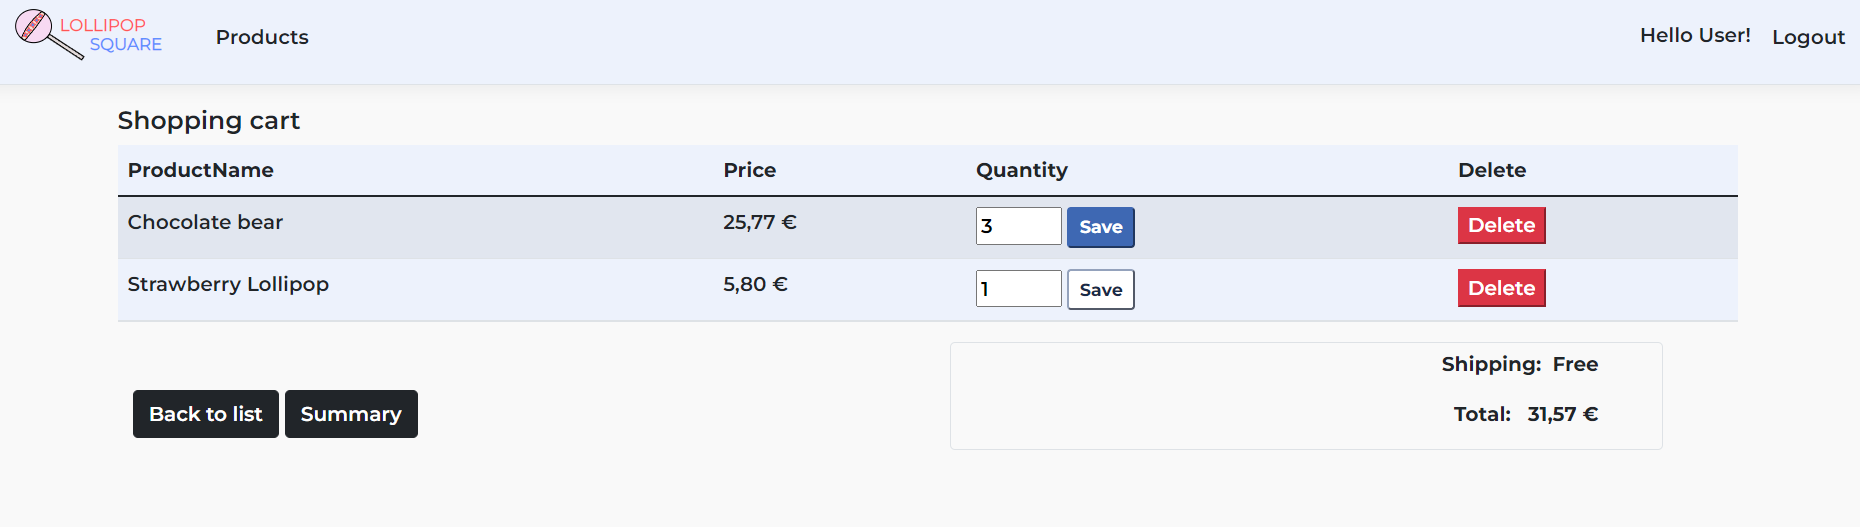 LOLLIPOP
SQUARE
Products
Hello User!
Logout
Shopping cart
ProductName Price Quantity Delete
Chocolate bear 25,77 € 3 Save Delete
Strawberry Lollipop 5,80 € 1 Save Delete
Shipping: Free
Back to list Summary Total: 31,57 €